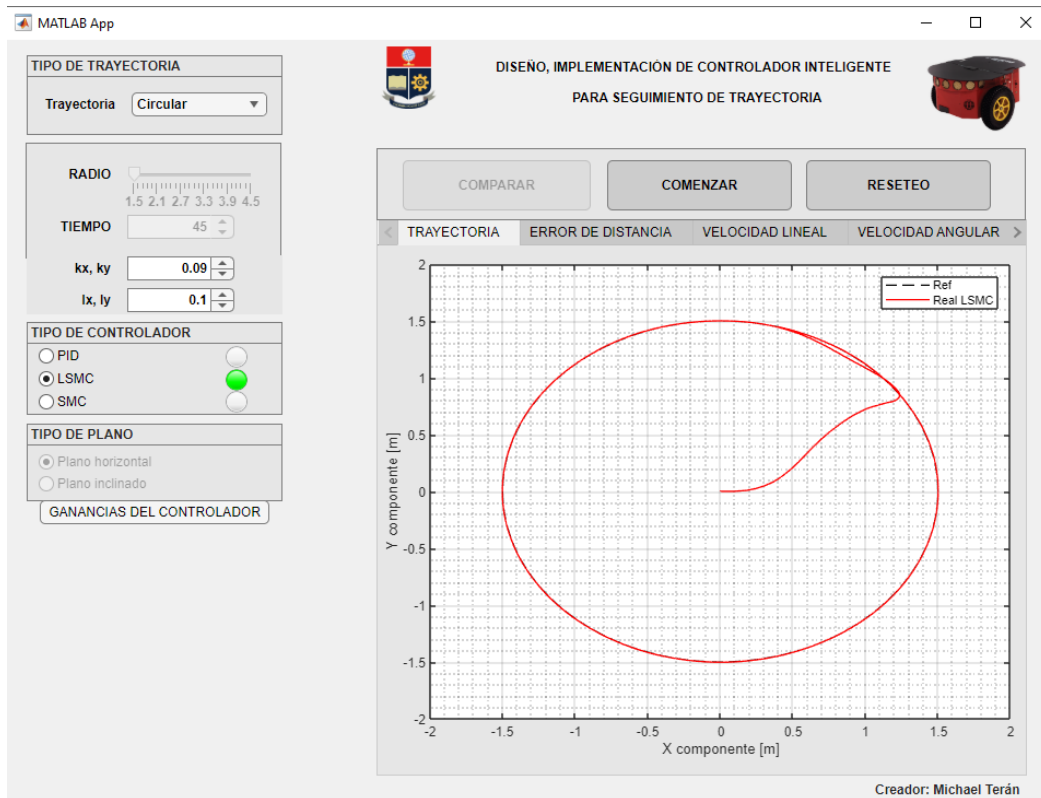 MATLAB App
TIPO DE TRAYECTORIA
Trayectoria Circular
RADIO
1.5 2.1 2.7 3.3 3.9 4.5
TIEMPO 45
kx, ky 0.09
lx, ly 0.1
TIPO DE CONTROLADOR
PID
LSMC
SMC
TIPO DE PLANO
Plano horizontal
Plano inclinado
GANANCIAS DEL CONTROLADOR
DISEÑO, IMPLEMENTACIÓN DE CONTROLADOR INTELIGENTE
PARA SEGUIMIENTO DE TRAYECTORIA
COMPARAR COMENZAR RESETEO
TRAYECTORIA ERROR DE DISTANCIA VELOCIDAD LINEAL VELOCIDAD ANGULAR
Ref
Real LSMC
Y componente [m]
2
1.5
1
0.5
0
-0.5
-1
-1.5
-2
-2 -1.5 -1 -0.5 0 0.5 1 1.5 2
X componente [m]
Creador: Michael Terán